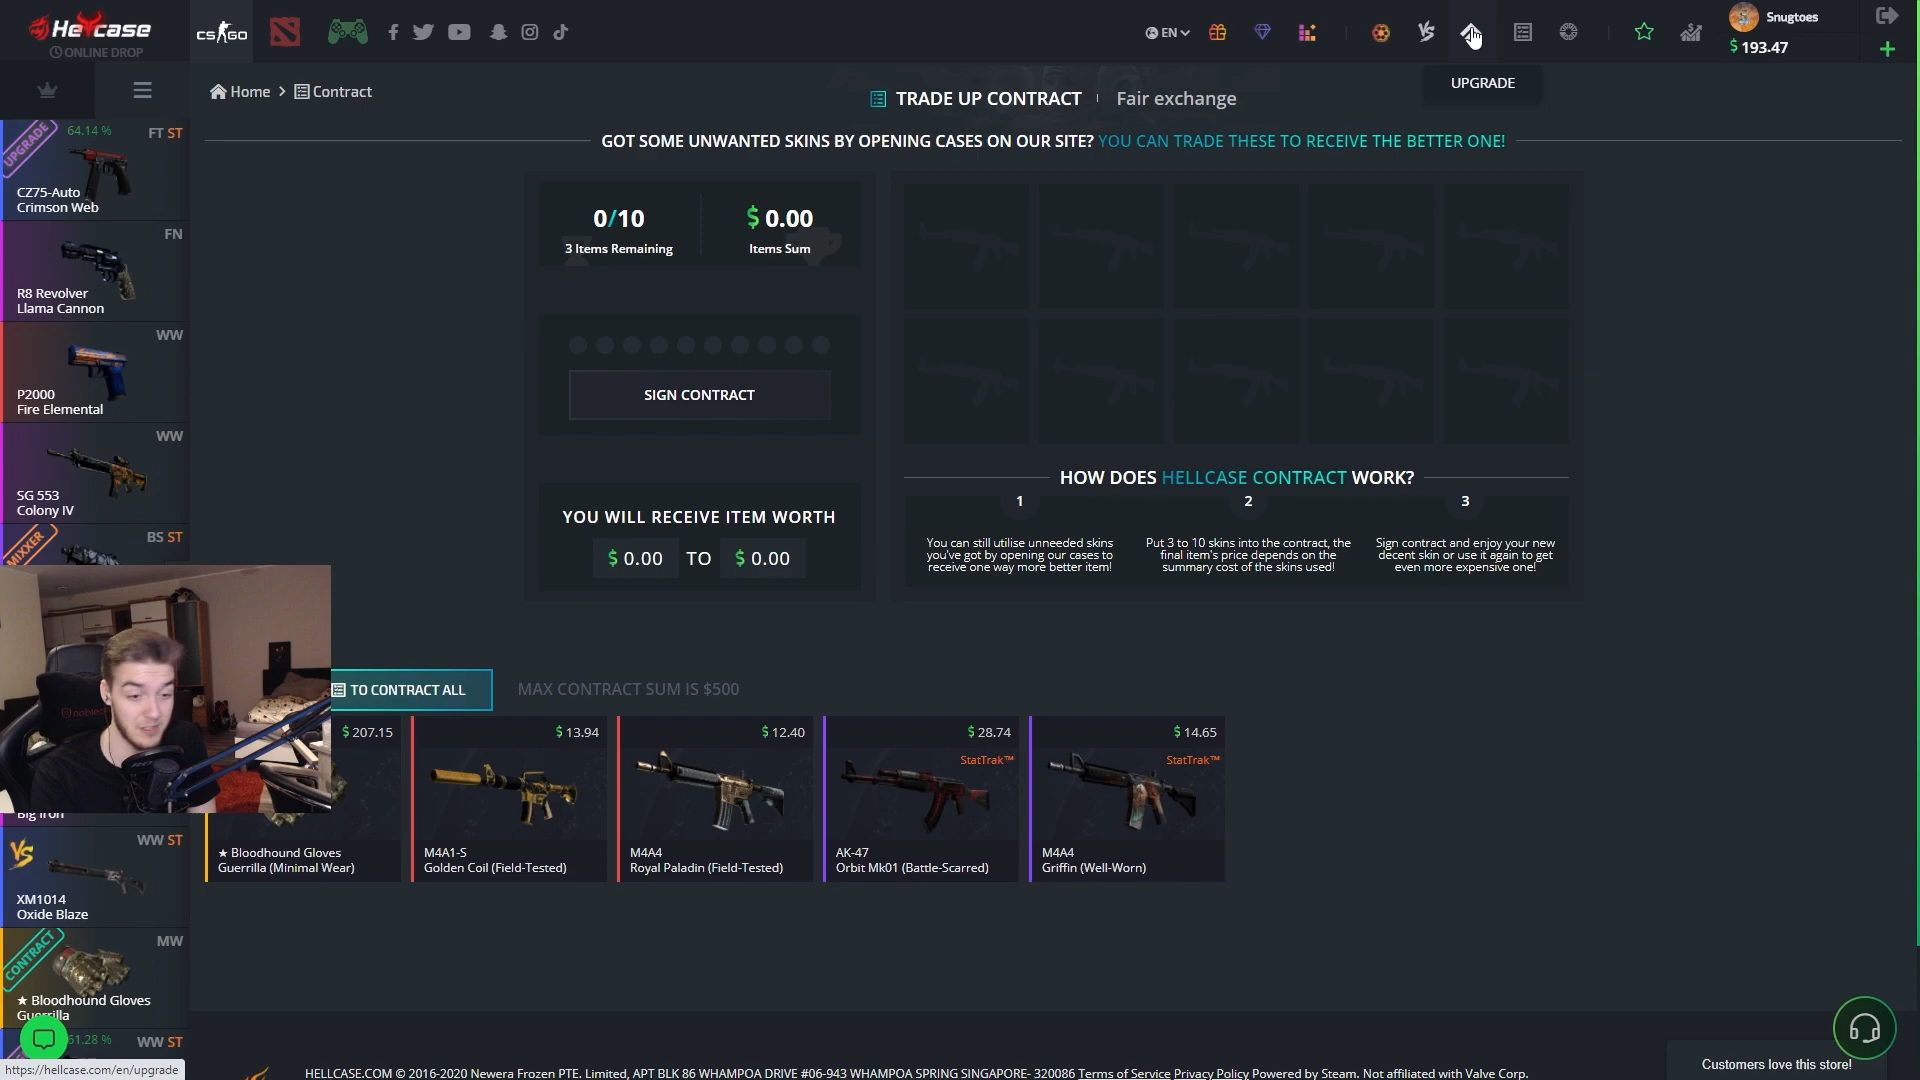 HELLCASE
ONLINE DROP
CS:GO
EN
VS
Snugtoes
$ 193.47
UPGRADE
Home > Contract
TRADE UP CONTRACT | Fair exchange
GOT SOME UNWANTED SKINS BY OPENING CASES ON OUR SITE? YOU CAN TRADE THESE TO RECEIVE THE BETTER ONE!
0/10
3 Items Remaining
$ 0.00
Items Sum
SIGN CONTRACT
YOU WILL RECEIVE ITEM WORTH
$ 0.00 TO $ 0.00
HOW DOES HELLCASE CONTRACT WORK?
1
You can still utilise unneeded skins
you've got by opening our cases to
receive one way more better item!
2
Put 3 to 10 skins into the contract, the
final item's price depends on the
summary cost of the skins used!
3
Sign contract and enjoy your new
decent skin or use it again to get
even more expensive one!
UPGRADE
64.14 %
FT ST
CZ75-Auto
Crimson Web
FN
R8 Revolver
Llama Cannon
WW
P2000
Fire Elemental
WW
SG 553
Colony IV
MIXXER
BS ST
Big Iron
VS
WW ST
XM1014
Oxide Blaze
CONTRACT
MW
★ Bloodhound Gloves
Guerrilla
61.28 %
WW ST
TO CONTRACT ALL
MAX CONTRACT SUM IS $500
$ 207.15
★ Bloodhound Gloves
Guerrilla (Minimal Wear)
$ 13.94
M4A1-S
Golden Coil (Field-Tested)
$ 12.40
M4A4
Royal Paladin (Field-Tested)
$ 28.74
StatTrak™
AK-47
Orbit Mk01 (Battle-Scarred)
$ 14.65
StatTrak™
M4A4
Griffin (Well-Worn)
https://hellcase.com/en/upgrade
HELLCASE.COM © 2016-2020 Newera Frozen PTE. Limited, APT BLK 86 WHAMPOA DRIVE #06-943 WHAMPOA SPRING SINGAPORE- 320086 Terms of Service Privacy Policy Powered by Steam. Not affiliated with Valve Corp.
Customers love this store!